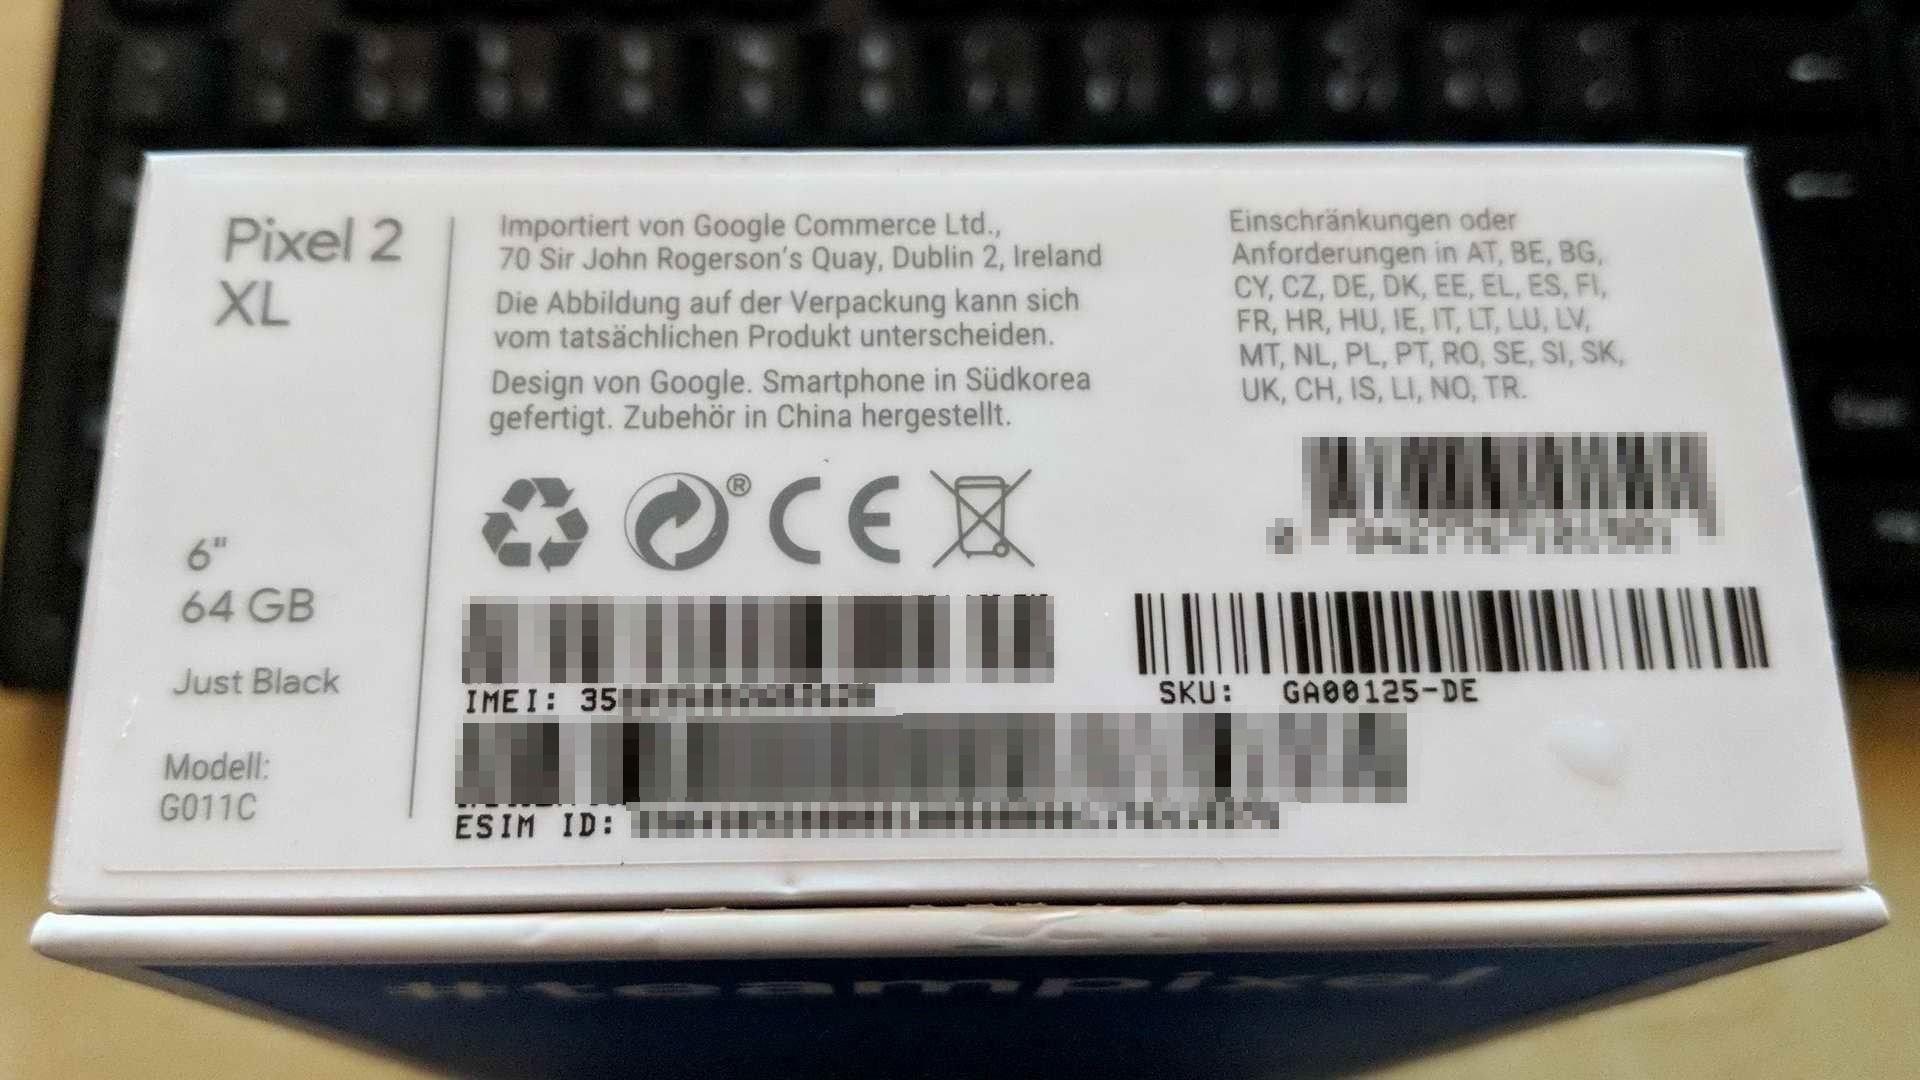 Pixel 2
XL
6"
64 GB
Just Black
Modell:
G011C
Importiert von Google Commerce Ltd.,
70 Sir John Rogerson's Quay, Dublin 2, Ireland
Die Abbildung auf der Verpackung kann sich
vom tatsächlichen Produkt unterscheiden.
Design von Google. Smartphone in Südkorea
gefertigt. Zubehör in China hergestellt.
®
CE
IMEI: 35
ESIM ID:
Einschränkungen oder
Anforderungen in AT, BE, BG,
CY, CZ, DE, DK, EE, EL, ES, FI,
FR, HR, HU, IE, IT, LT, LU, LV,
MT, NL, PL, PT, RO, SE, SI, SK,
UK, CH, IS, LI, NO, TR.
SKU: GA00125-DE
#teampixel